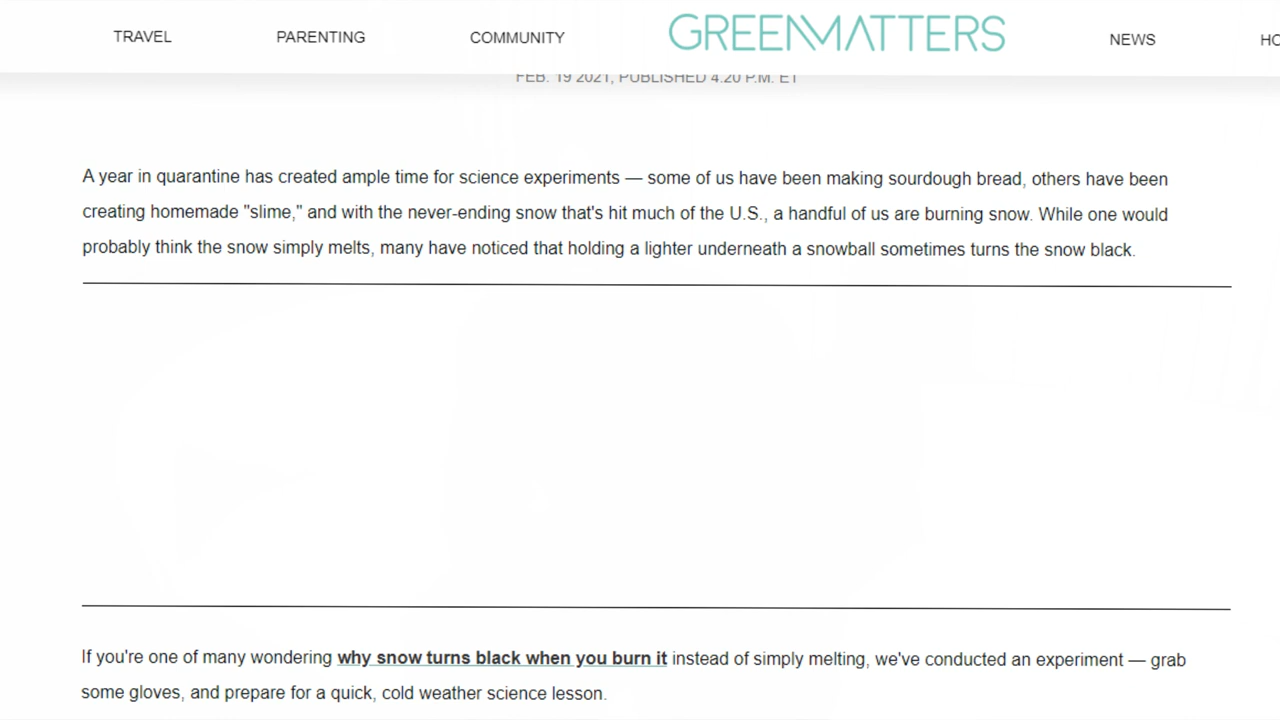 TRAVEL PARENTING COMMUNITY GREENMATTERS NEWS HO
FEB. 19 2021, PUBLISHED 4:20 P.M. ET
A year in quarantine has created ample time for science experiments — some of us have been making sourdough bread, others have been
creating homemade "slime," and with the never-ending snow that's hit much of the U.S., a handful of us are burning snow. While one would
probably think the snow simply melts, many have noticed that holding a lighter underneath a snowball sometimes turns the snow black.
If you're one of many wondering why snow turns black when you burn it instead of simply melting, we've conducted an experiment — grab
some gloves, and prepare for a quick, cold weather science lesson.